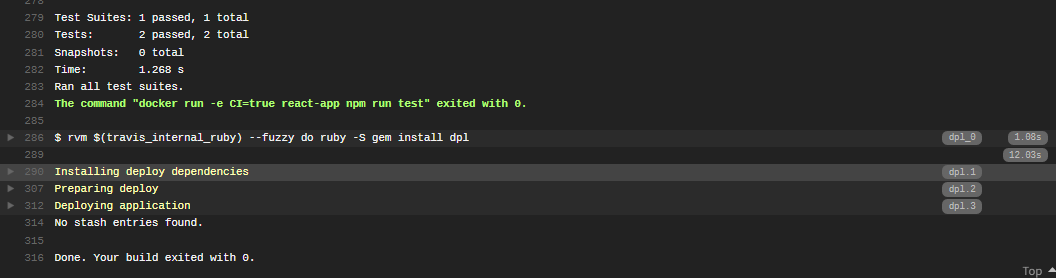 278
279 Test Suites: 1 passed, 1 total
280 Tests:       2 passed, 2 total
281 Snapshots:   0 total
282 Time:        1.268 s
283 Ran all test suites.
284 The command "docker run -e CI=true react-app npm run test" exited with 0.
285
286 $ rvm $(travis_internal_ruby) --fuzzy do ruby -S gem install dpl dpl_0 1.08s
289 12.03s
290 Installing deploy dependencies dpl.1
307 Preparing deploy dpl.2
312 Deploying application dpl.3
314 No stash entries found.
315
316 Done. Your build exited with 0.
Top